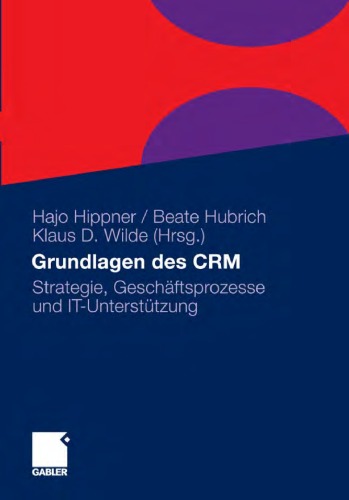 Hajo Hippner / Beate Hubrich
Klaus D. Wilde (Hrsg.)
Grundlagen des CRM
Strategie, Geschäftsprozesse
und IT-Unterstützung
GABLER